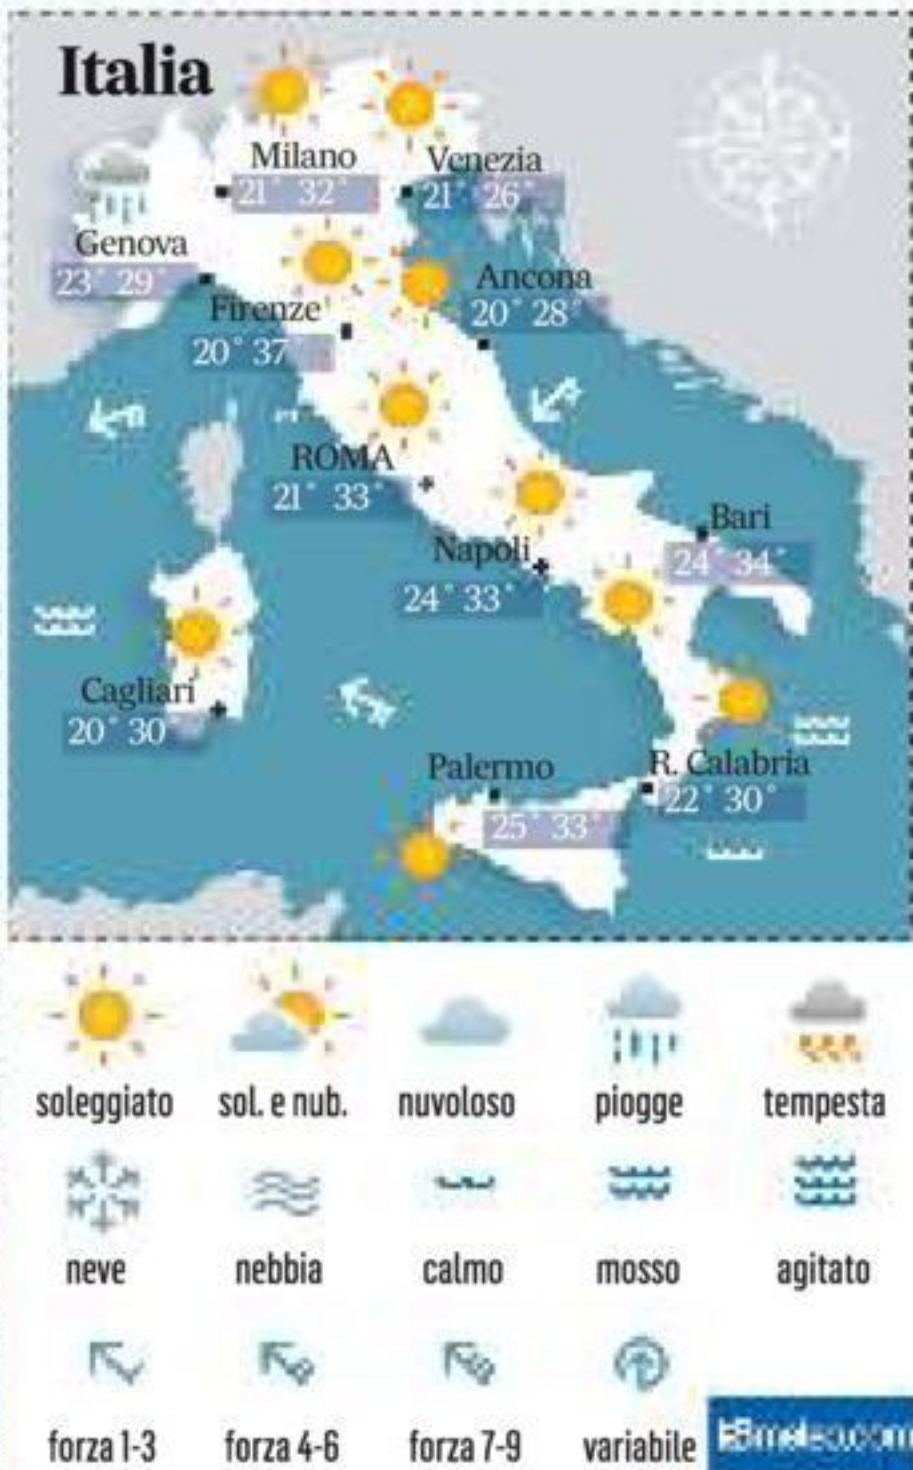 Italia
Milano
21° 32°
Venezia
21° 26°
Genova
23° 29°
Ancona
20° 28°
Firenze
20° 37°
ROMA
21° 33°
Bari
24° 34°
Napoli
24° 33°
Cagliari
20° 30°
Palermo
25° 33°
R. Calabria
22° 30°
soleggiato sol. e nub. nuvoloso piogge tempesta
neve nebbia calmo mosso agitato
forza 1-3 forza 4-6 forza 7-9 variabile